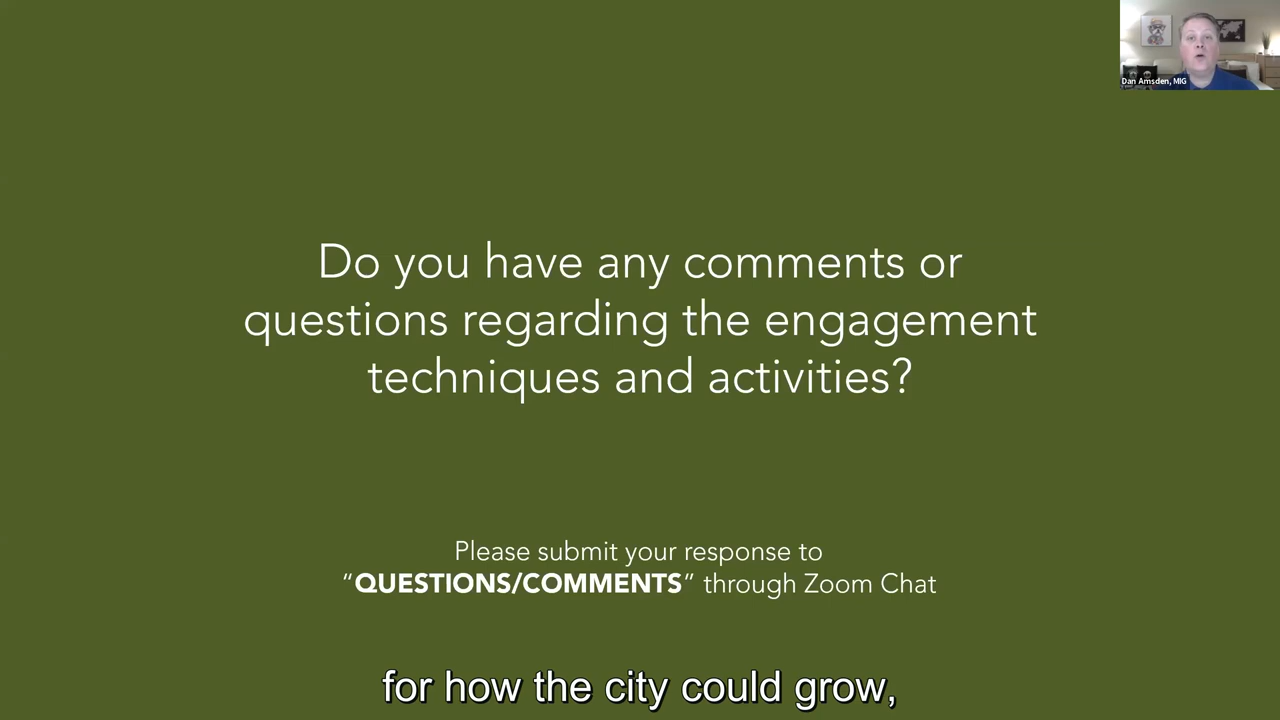 Dan Amsden, MIG
Do you have any comments or
questions regarding the engagement
techniques and activities?
Please submit your response to
“QUESTIONS/COMMENTS” through Zoom Chat
for how the city could grow,